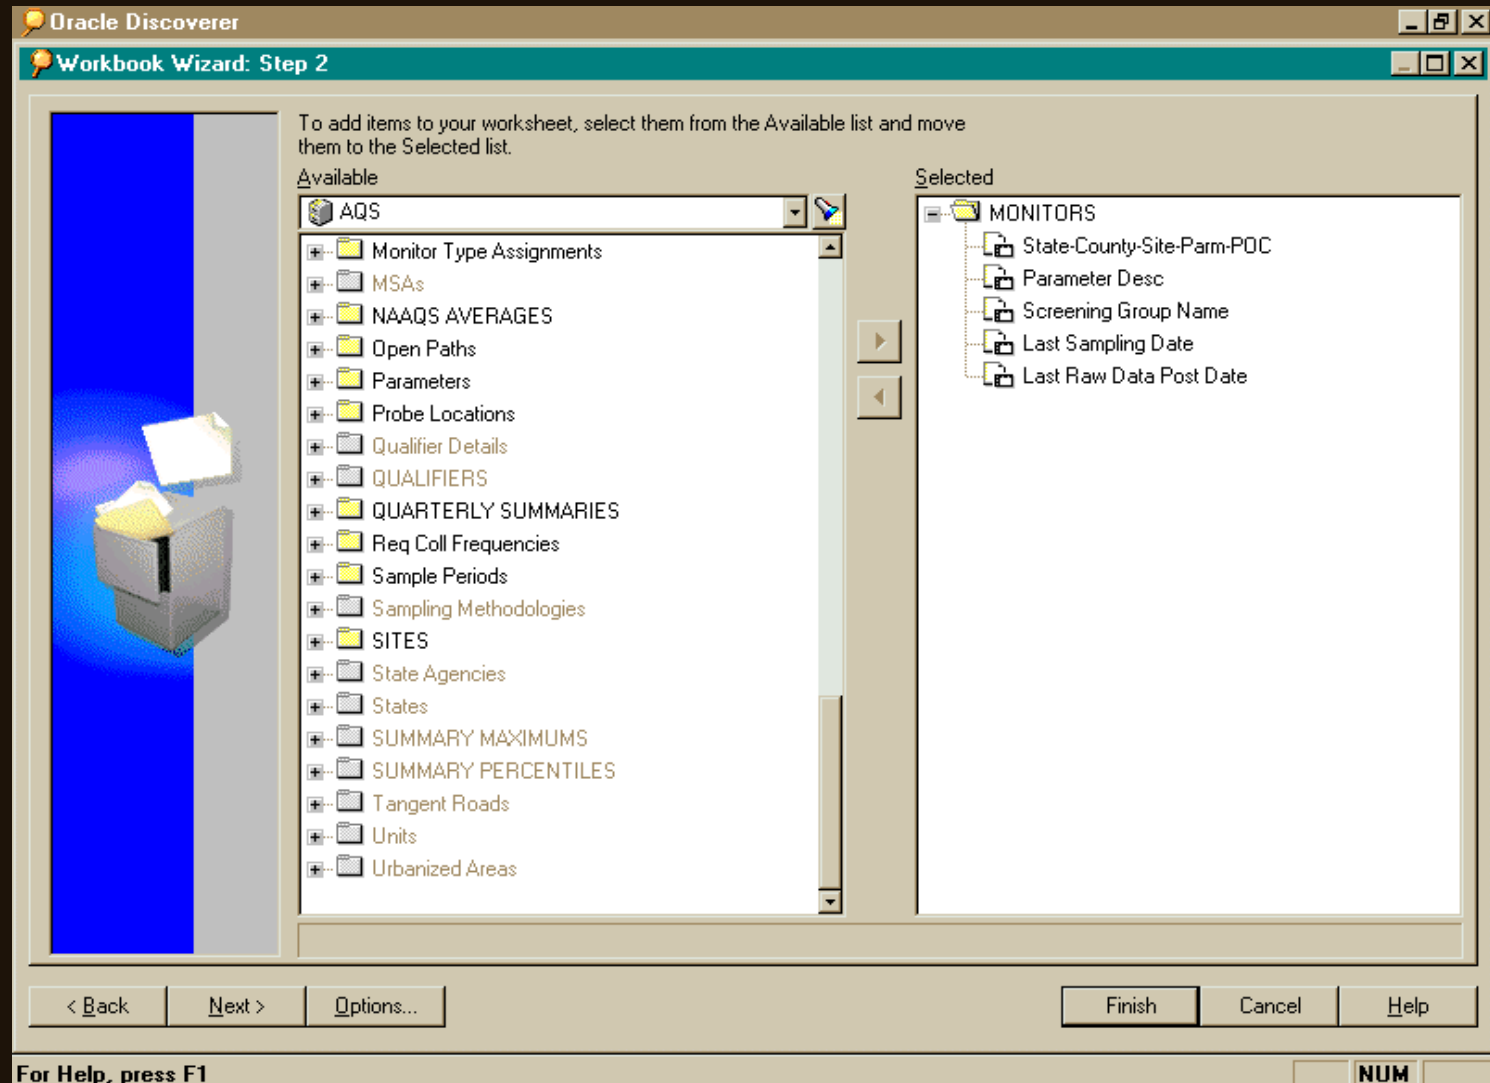 Oracle Discoverer
Workbook Wizard: Step 2
To add items to your worksheet, select them from the Available list and move
them to the Selected list.
Available
AQS
Monitor Type Assignments
MSAs
NAAQS AVERAGES
Open Paths
Parameters
Probe Locations
Qualifier Details
QUALIFIERS
QUARTERLY SUMMARIES
Req Coll Frequencies
Sample Periods
Sampling Methodologies
SITES
State Agencies
States
SUMMARY MAXIMUMS
SUMMARY PERCENTILES
Tangent Roads
Units
Urbanized Areas
Selected
MONITORS
State-County-Site-Parm-POC
Parameter Desc
Screening Group Name
Last Sampling Date
Last Raw Data Post Date
< Back Next > Options... Finish Cancel Help
For Help, press F1 NUM